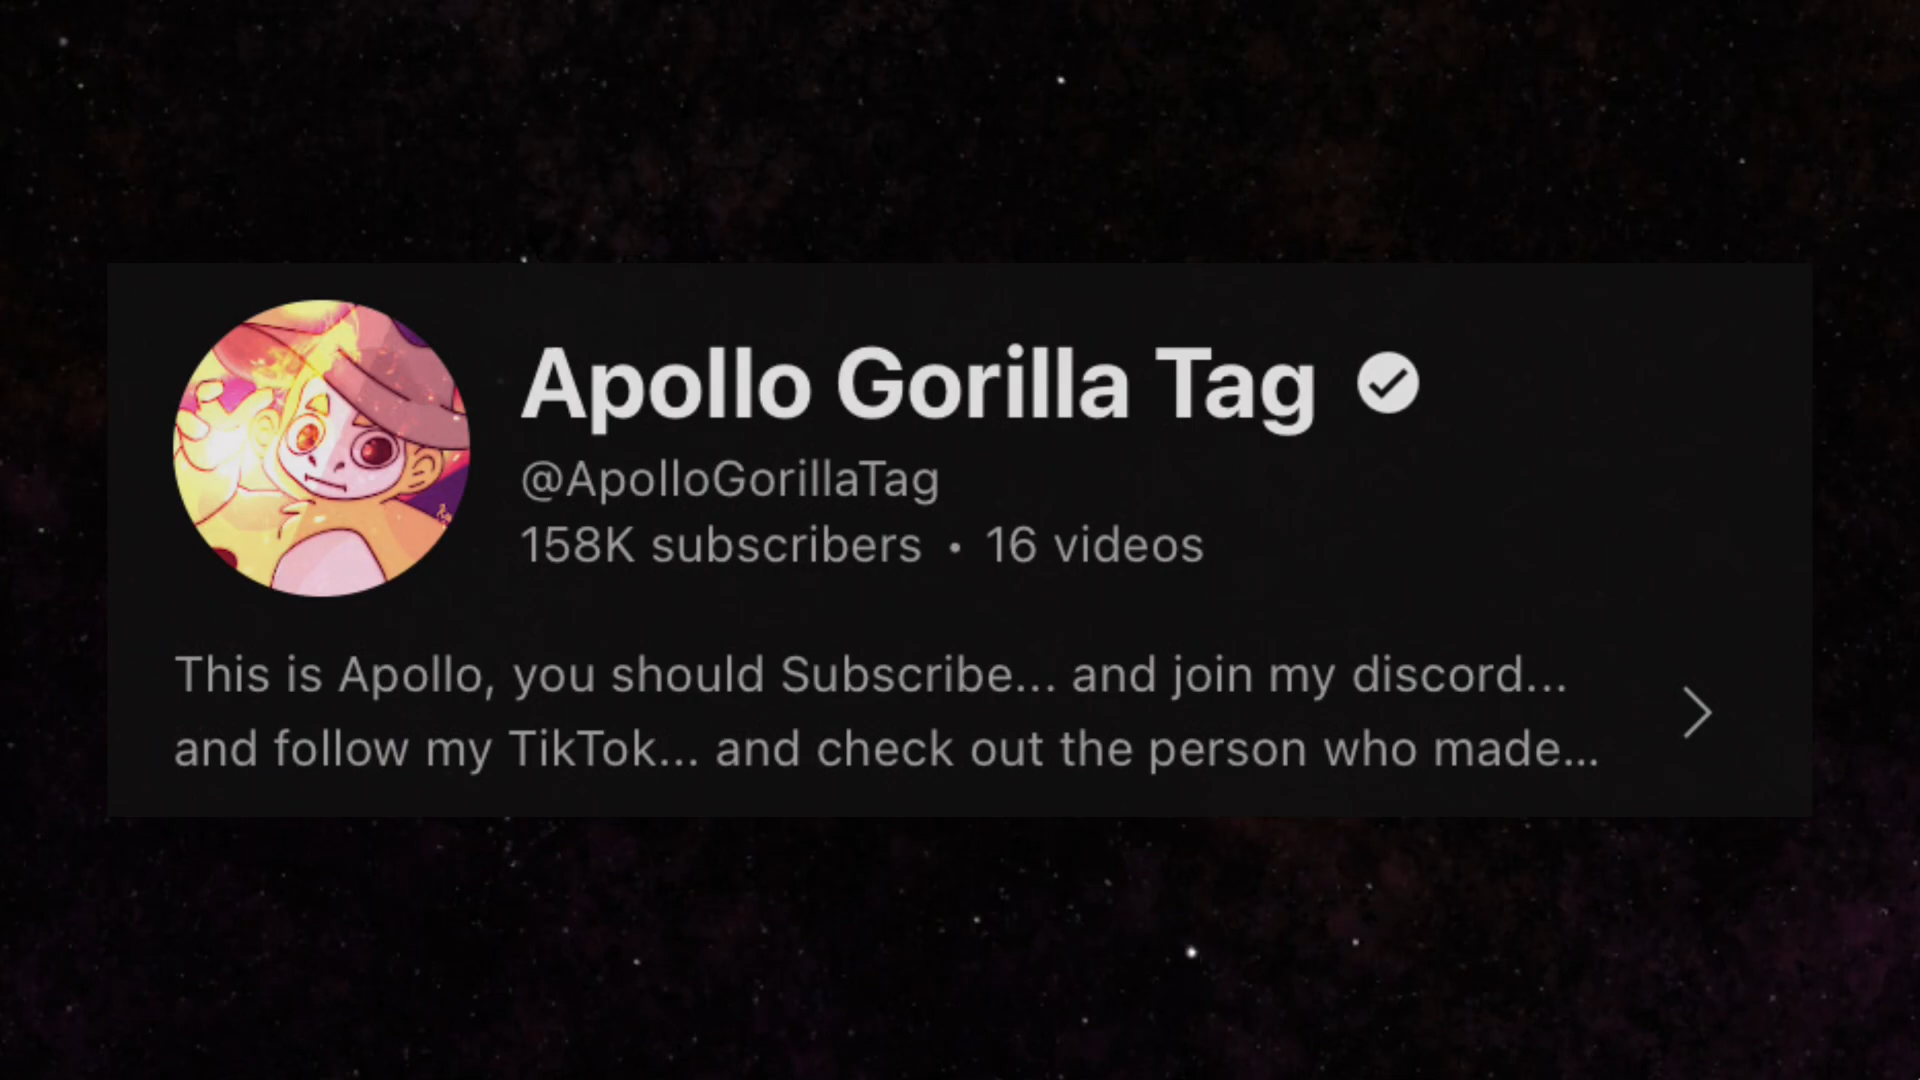 Apollo Gorilla Tag
@ApolloGorillaTag
158K subscribers • 16 videos
This is Apollo, you should Subscribe... and join my discord...
and follow my TikTok... and check out the person who made...